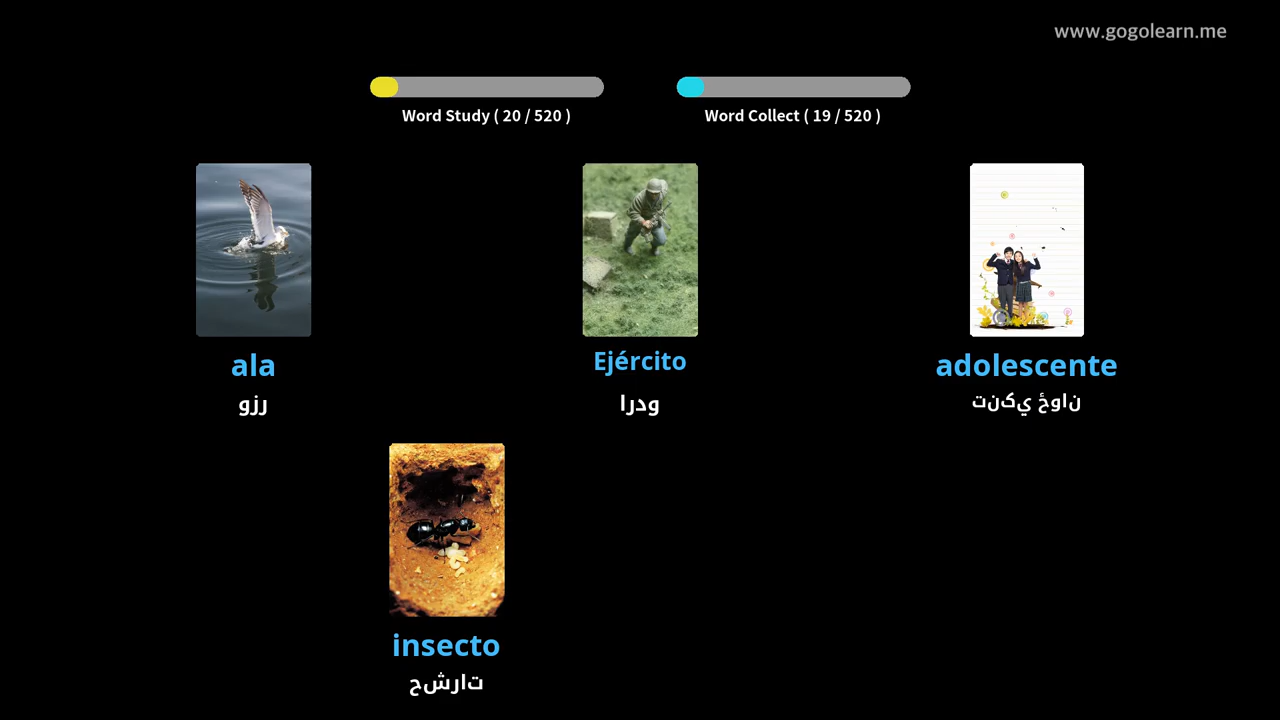 www.gogolearn.me
Word Study ( 20 / 520 )
Word Collect ( 19 / 520 )
ala
رزو
Ejército
ودرا
adolescente
ناوځ يکنت
insecto
تارشح